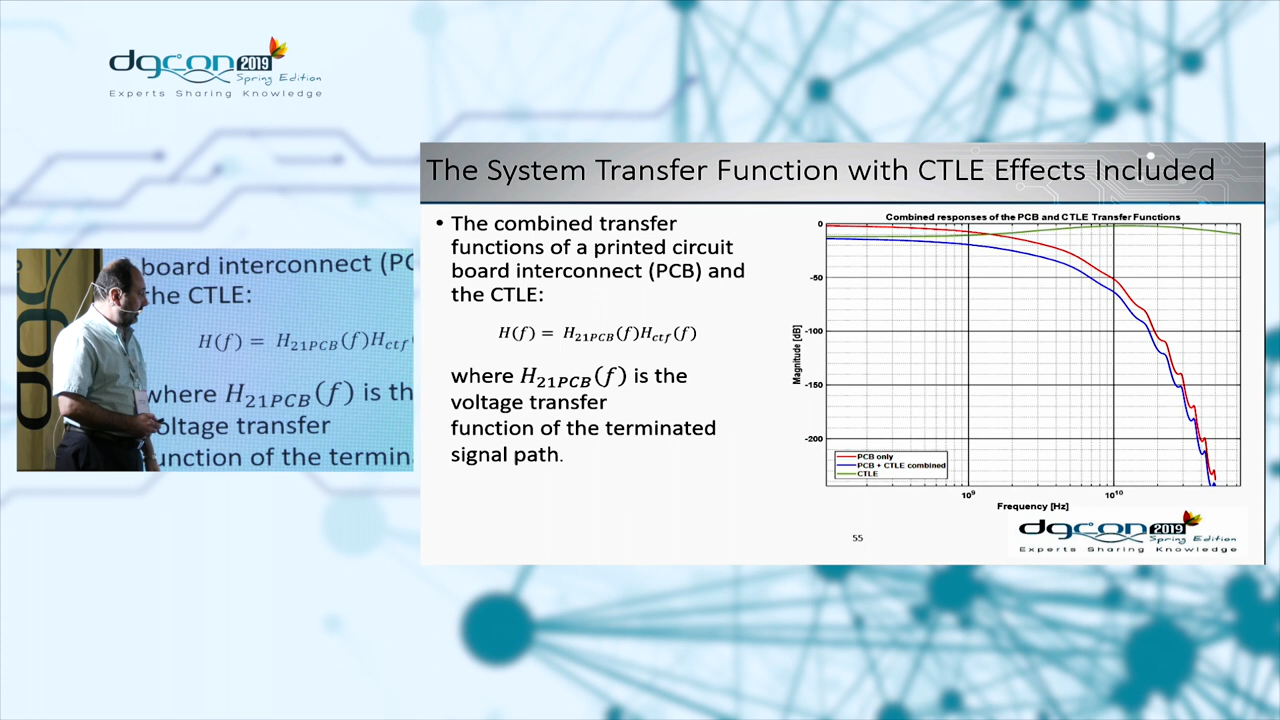 dgcon 2019
Spring Edition
Experts Sharing Knowledge
The System Transfer Function with CTLE Effects Included
• The combined transfer
functions of a printed circuit
board interconnect (PCB) and
the CTLE:
H(f) = H21PCB(f)Hctf(f)
where H21PCB(f) is the
voltage transfer
function of the terminated
signal path.
Combined responses of the PCB and CTLE Transfer Functions
Magnitude [dB]
0
-50
-100
-150
-200
PCB only
PCB + CTLE combined
CTLE
10^9
10^10
Frequency [Hz]
55
dgcon 2019
Spring Edition
Experts Sharing Knowledge
board interconnect (PC
the CTLE:
H(f) = H21PCB(f)Hctf
where H21PCB(f) is th
oltage transfer
unction of the termin